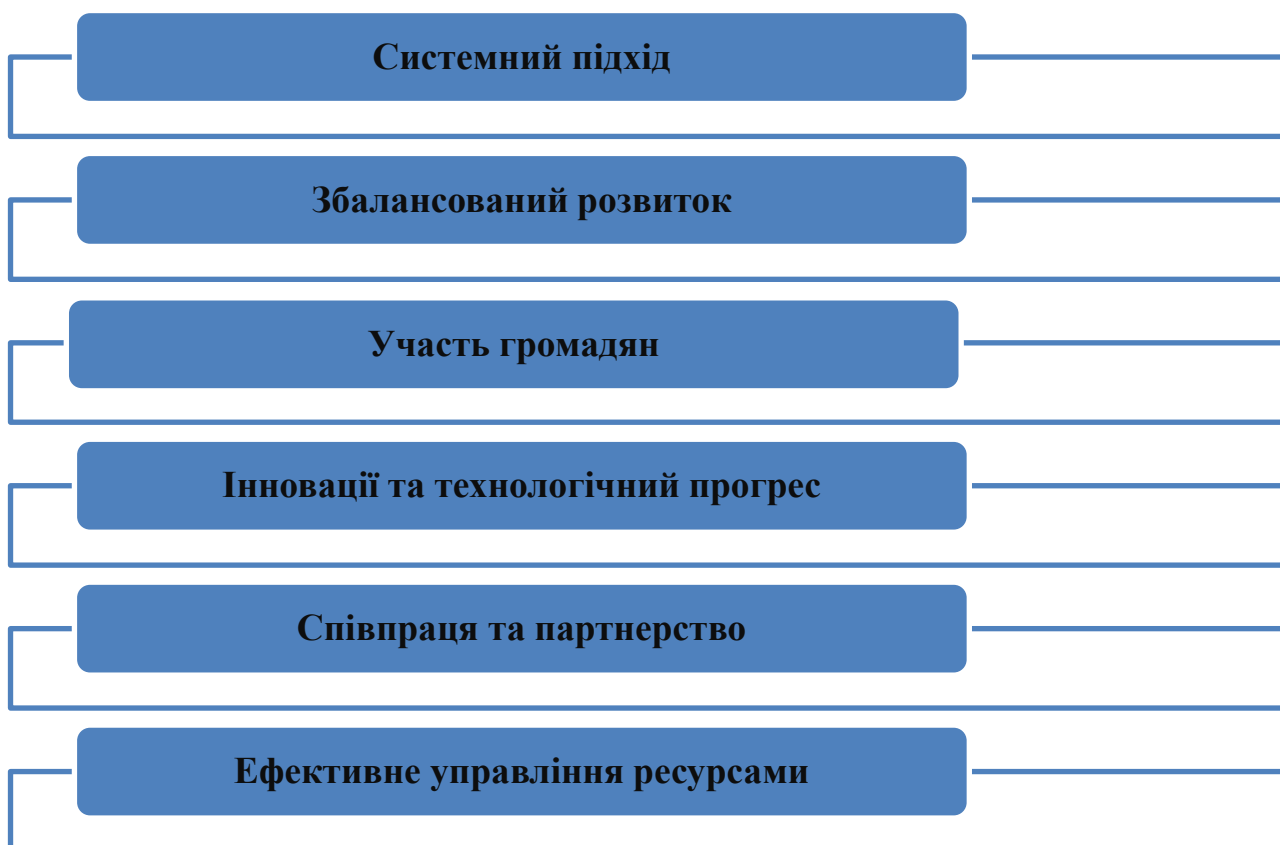 Системний підхід
Збалансований розвиток
Участь громадян
Інновації та технологічний прогрес
Співпраця та партнерство
Ефективне управління ресурсами